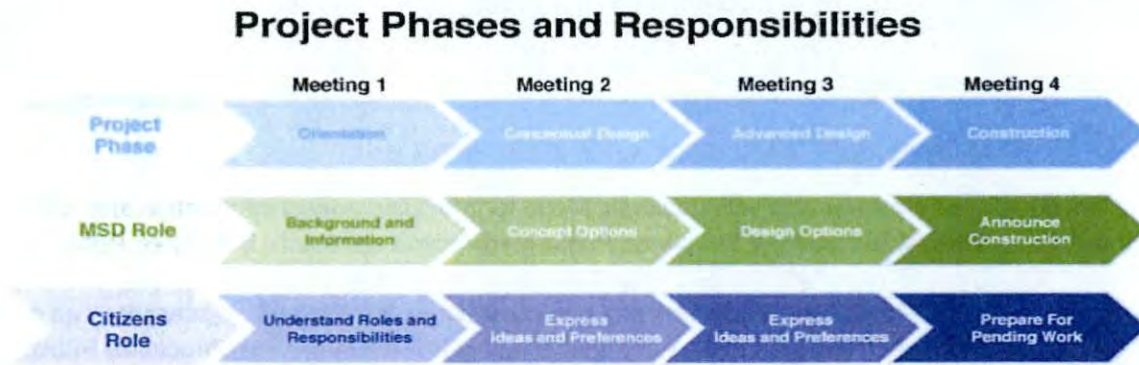 Project Phases and Responsibilities
Meeting 1 Meeting 2 Meeting 3 Meeting 4
Project
Phase
Orientation Conceptual Design Advanced Design Construction
MSD Role
Background and
Information
Concept Options Design Options
Announce
Construction
Citizens
Role
Understand Roles and
Responsibilities
Express
Ideas and Preferences
Express
Ideas and Preferences
Prepare For
Pending Work